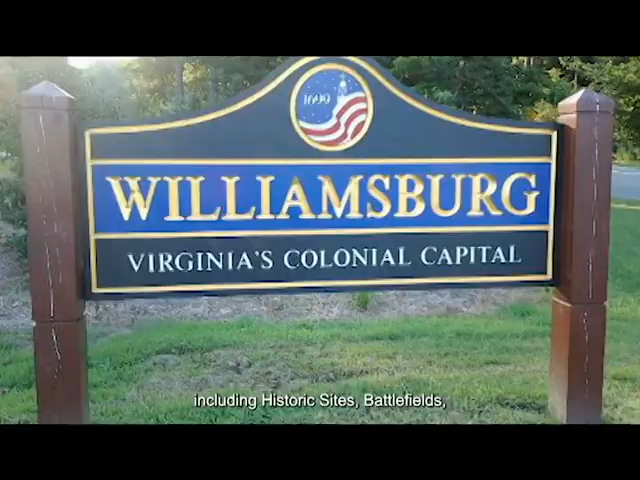 1699
WILLIAMSBURG
VIRGINIA'S COLONIAL CAPITAL
including Historic Sites, Battlefields,